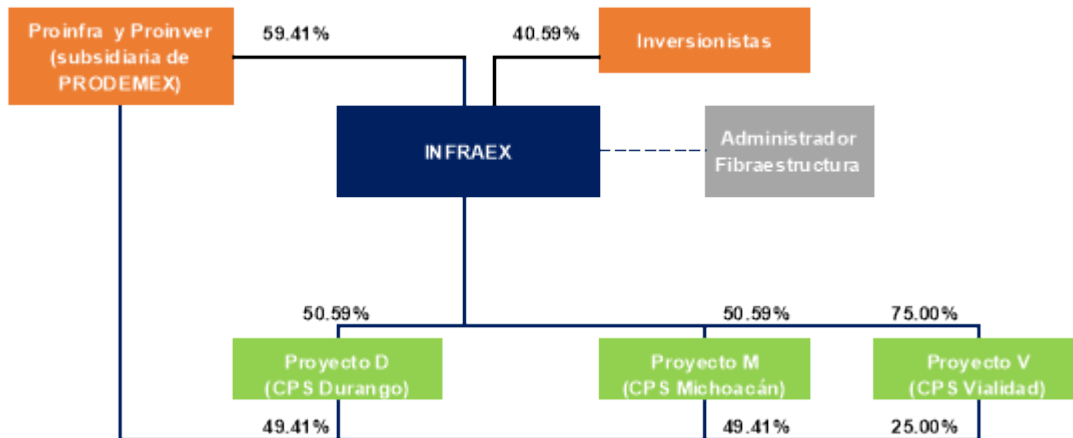 Proinfra y Proinver
(subsidiaria de
PRODEMEX)
59.41%
40.59%
Inversionistas
INFRAEX
Administrador
Fibraestructura
50.59%
50.59%
75.00%
Proyecto D
(CPS Durango)
Proyecto M
(CPS Michoacán)
Proyecto V
(CPS Vialidad)
49.41%
49.41%
25.00%